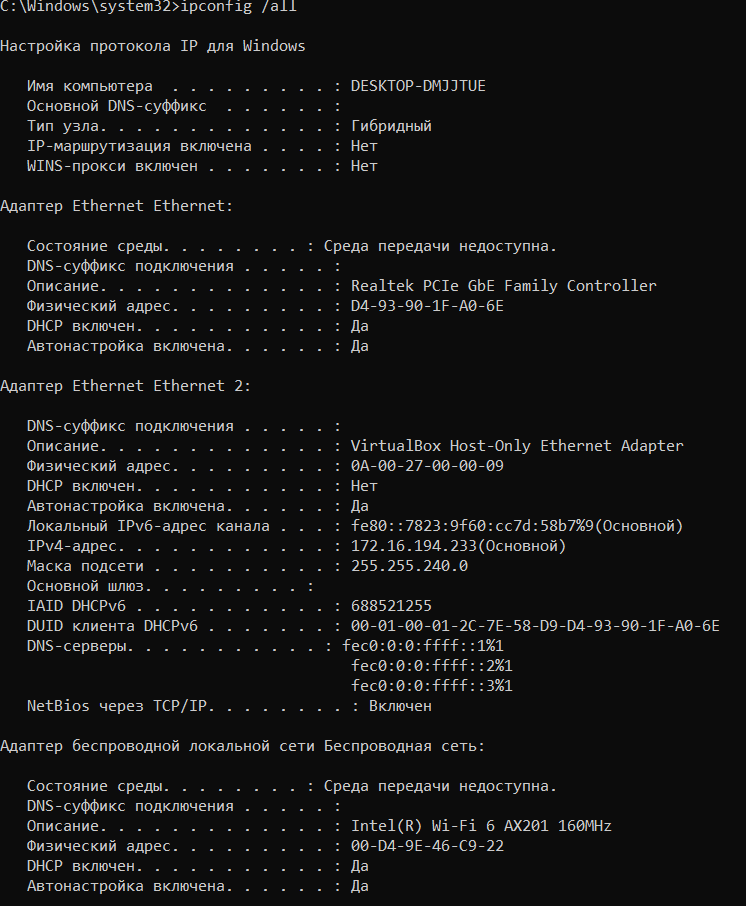 C:\Windows\system32>ipconfig /all
Настройка протокола IP для Windows
Имя компьютера  . . . . . . . . . : DESKTOP-DMJJTUE
Основной DNS-суффикс  . . . . . . :
Тип узла. . . . . . . . . . . . . : Гибридный
IP-маршрутизация включена . . . . : Нет
WINS-прокси включен . . . . . . . : Нет
Адаптер Ethernet Ethernet:
Состояние среды. . . . . . . . : Среда передачи недоступна.
DNS-суффикс подключения . . . . . :
Описание. . . . . . . . . . . . . : Realtek PCIe GbE Family Controller
Физический адрес. . . . . . . . . : D4-93-90-1F-A0-6E
DHCP включен. . . . . . . . . . . : Да
Автонастройка включена. . . . . . : Да
Адаптер Ethernet Ethernet 2:
DNS-суффикс подключения . . . . . :
Описание. . . . . . . . . . . . . : VirtualBox Host-Only Ethernet Adapter
Физический адрес. . . . . . . . . : 0A-00-27-00-00-09
DHCP включен. . . . . . . . . . . : Нет
Автонастройка включена. . . . . . : Да
Локальный IPv6-адрес канала . . . : fe80::7823:9f60:cc7d:58b7%9(Основной)
IPv4-адрес. . . . . . . . . . . . : 172.16.194.233(Основной)
Маска подсети . . . . . . . . . . : 255.255.240.0
Основной шлюз. . . . . . . . . :
IAID DHCPv6 . . . . . . . . . . . : 688521255
DUID клиента DHCPv6 . . . . . . . : 00-01-00-01-2C-7E-58-D9-D4-93-90-1F-A0-6E
DNS-серверы. . . . . . . . . . . : fec0:0:0:ffff::1%1
fec0:0:0:ffff::2%1
fec0:0:0:ffff::3%1
NetBios через TCP/IP. . . . . . . . : Включен
Адаптер беспроводной локальной сети Беспроводная сеть:
Состояние среды. . . . . . . . : Среда передачи недоступна.
DNS-суффикс подключения . . . . . :
Описание. . . . . . . . . . . . . : Intel(R) Wi-Fi 6 AX201 160MHz
Физический адрес. . . . . . . . . : 00-D4-9E-46-C9-22
DHCP включен. . . . . . . . . . . : Да
Автонастройка включена. . . . . . : Да